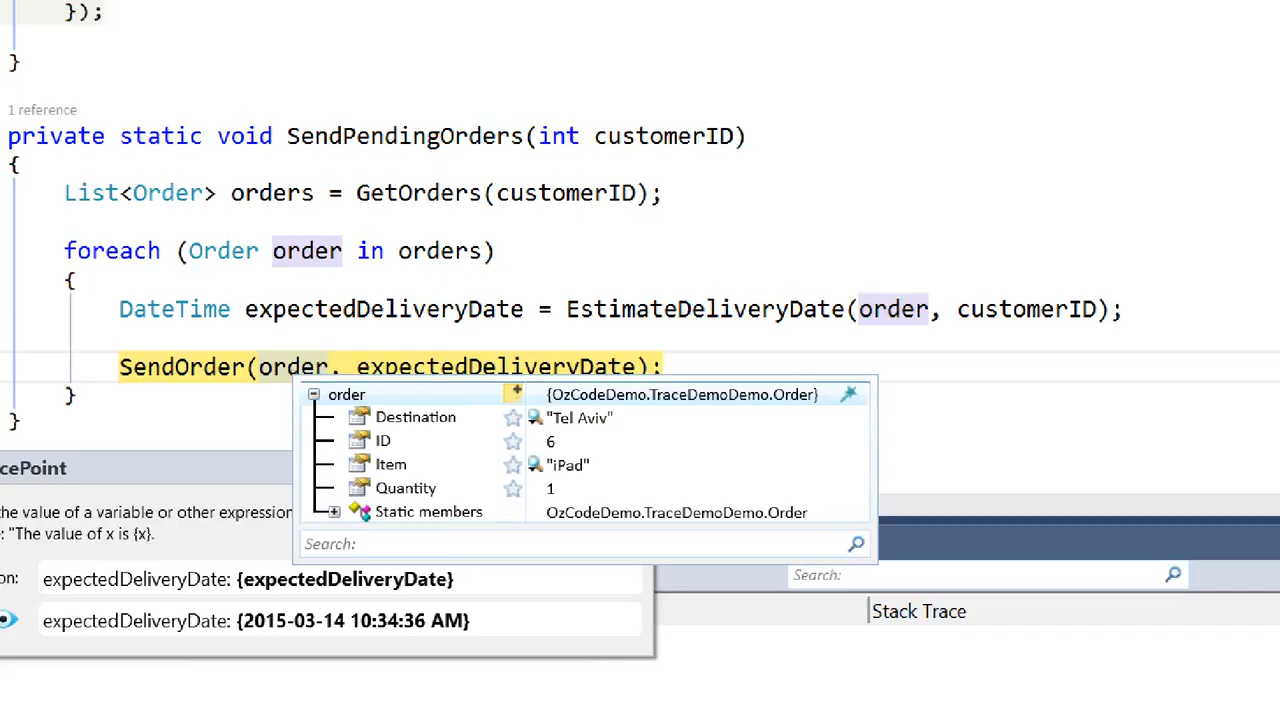 });
}
1 reference
private static void SendPendingOrders(int customerID)
{
List<Order> orders = GetOrders(customerID);
foreach (Order order in orders)
{
DateTime expectedDeliveryDate = EstimateDeliveryDate(order, customerID);
SendOrder(order, expectedDeliveryDate);
}
}
order {OzCodeDemo.TraceDemoDemo.Order}
Destination "Tel Aviv"
ID 6
Item "iPad"
Quantity 1
Static members OzCodeDemo.TraceDemoDemo.Order
Search:
cePoint
the value of a variable or other expression
: "The value of x is {x}.
on: expectedDeliveryDate: {expectedDeliveryDate}
expectedDeliveryDate: {2015-03-14 10:34:36 AM}
Search:
Stack Trace